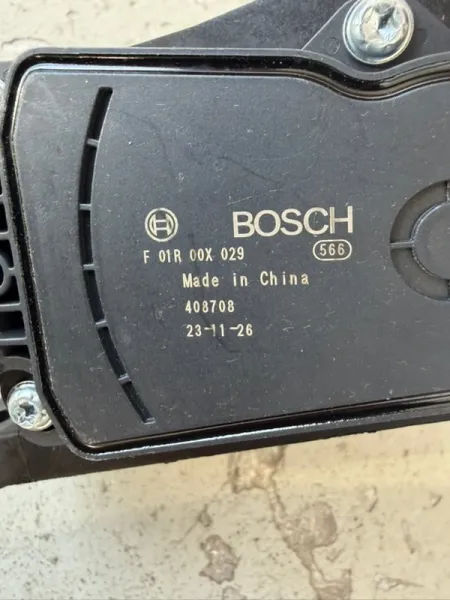 BOSCH
F 01R 00X 029
566
Made in China
408708
23-11-26